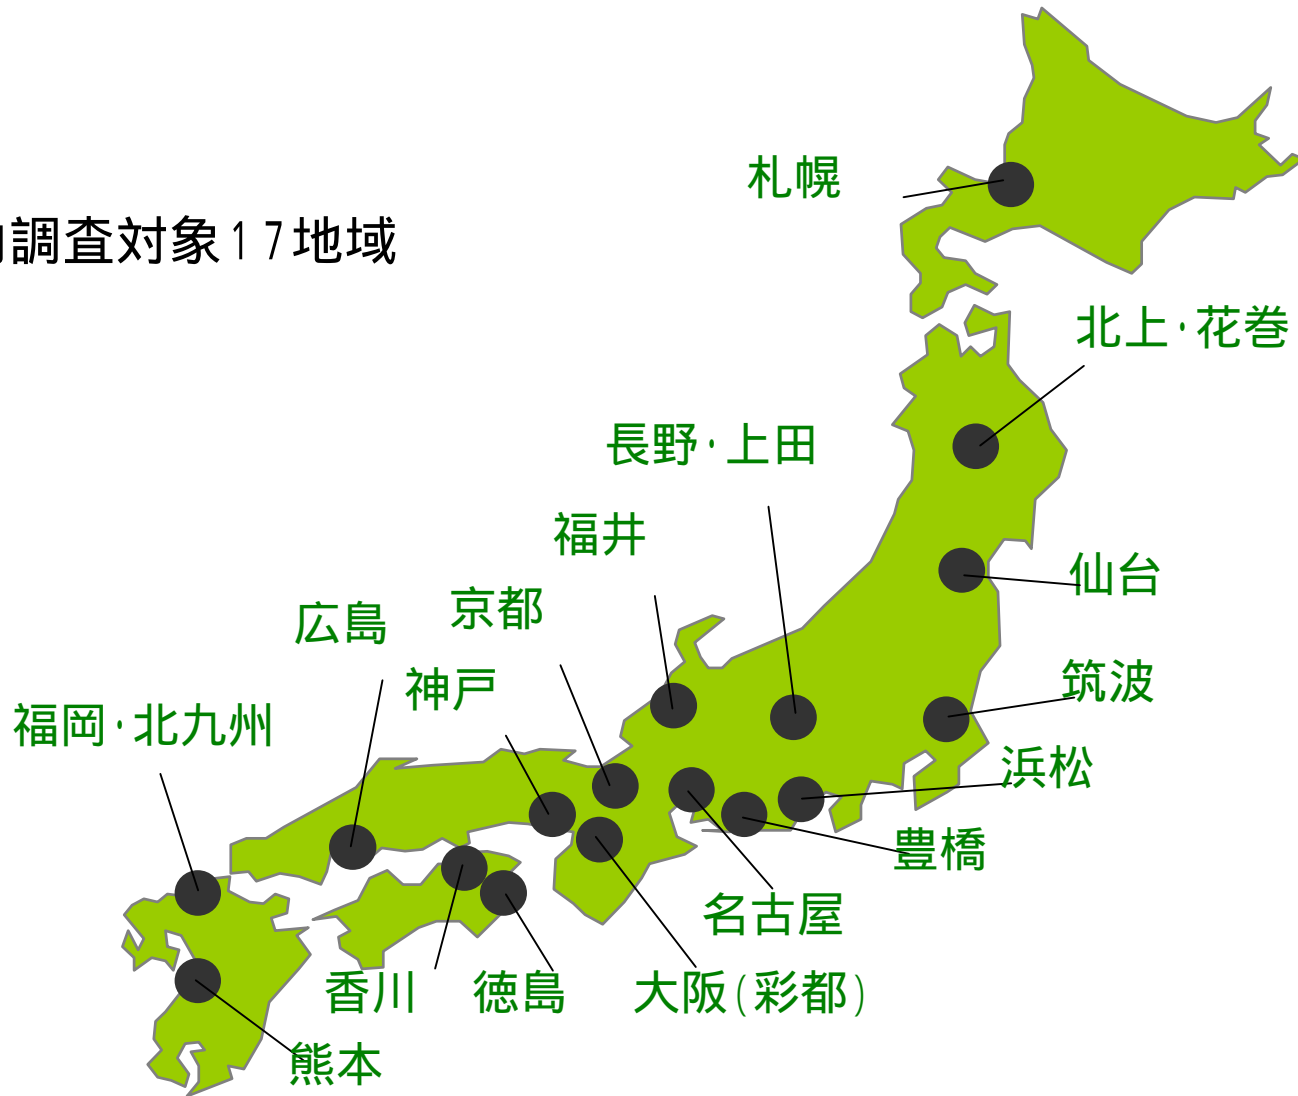 札幌
調査対象１７地域
北上・花巻
長野・上田
福井
仙台
京都
広島
筑波
神戸
福岡・北九州
浜松
豊橋
名古屋
香川
徳島
大阪(彩都)
熊本